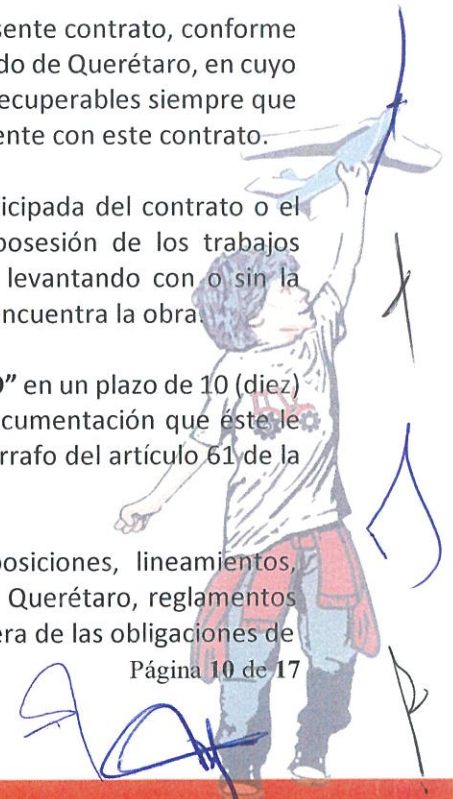 sente contrato, conforme
do de Querétaro, en cuyo
ecuperables siempre que
ente con este contrato.
icipada del contrato o el
posesión de los trabajos
levantando con o sin la
ncuentra la obra.
O” en un plazo de 10 (diez)
cumentación que éste le
rrafo del artículo 61 de la
posiciones, lineamientos,
Querétaro, reglamentos
era de las obligaciones de
Página 10 de 17